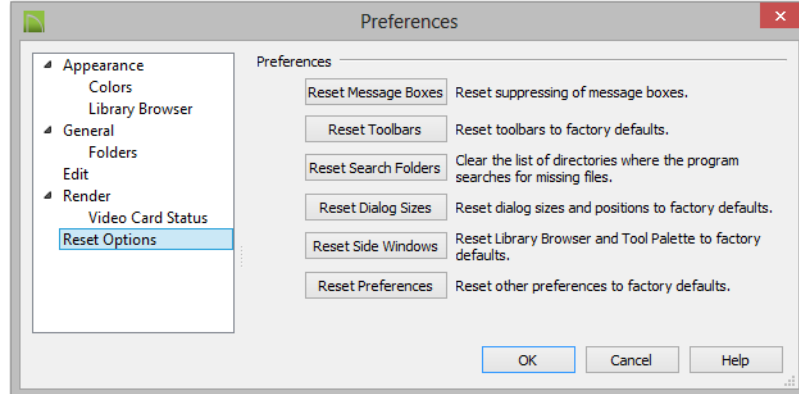 Preferences
Appearance
Colors
Library Browser
General
Folders
Edit
Render
Video Card Status
Reset Options
Preferences
Reset Message Boxes Reset suppressing of message boxes.
Reset Toolbars Reset toolbars to factory defaults.
Reset Search Folders Clear the list of directories where the program
searches for missing files.
Reset Dialog Sizes Reset dialog sizes and positions to factory defaults.
Reset Side Windows Reset Library Browser and Tool Palette to factory
defaults.
Reset Preferences Reset other preferences to factory defaults.
OK Cancel Help